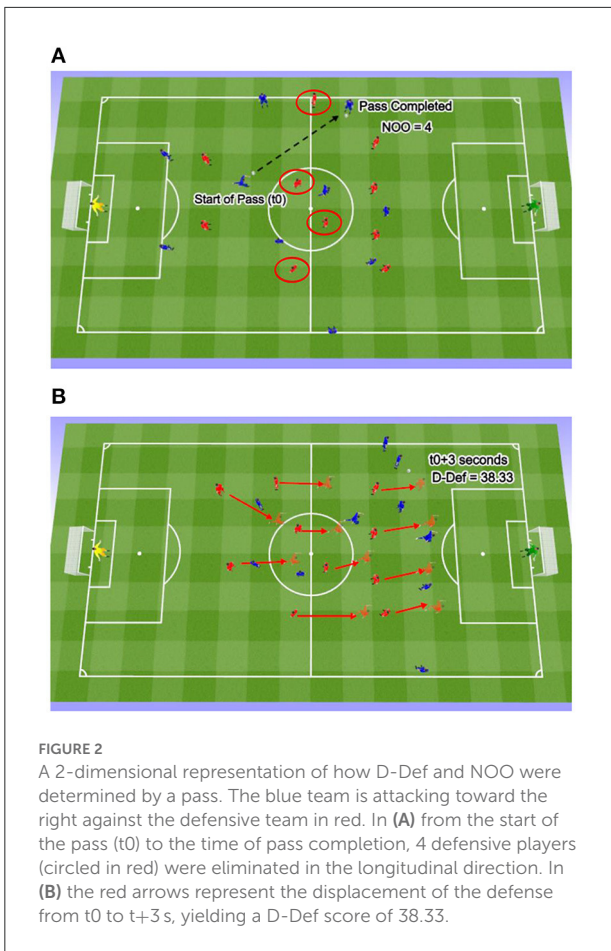 A
Pass Completed
NOO = 4
Start of Pass (t0)
B
t0+3 seconds
D-Def = 38.33
FIGURE 2
A 2-dimensional representation of how D-Def and NOO were
determined by a pass. The blue team is attacking toward the
right against the defensive team in red. In (A) from the start of
the pass (t0) to the time of pass completion, 4 defensive players
(circled in red) were eliminated in the longitudinal direction. In
(B) the red arrows represent the displacement of the defense
from t0 to t+3 s, yielding a D-Def score of 38.33.